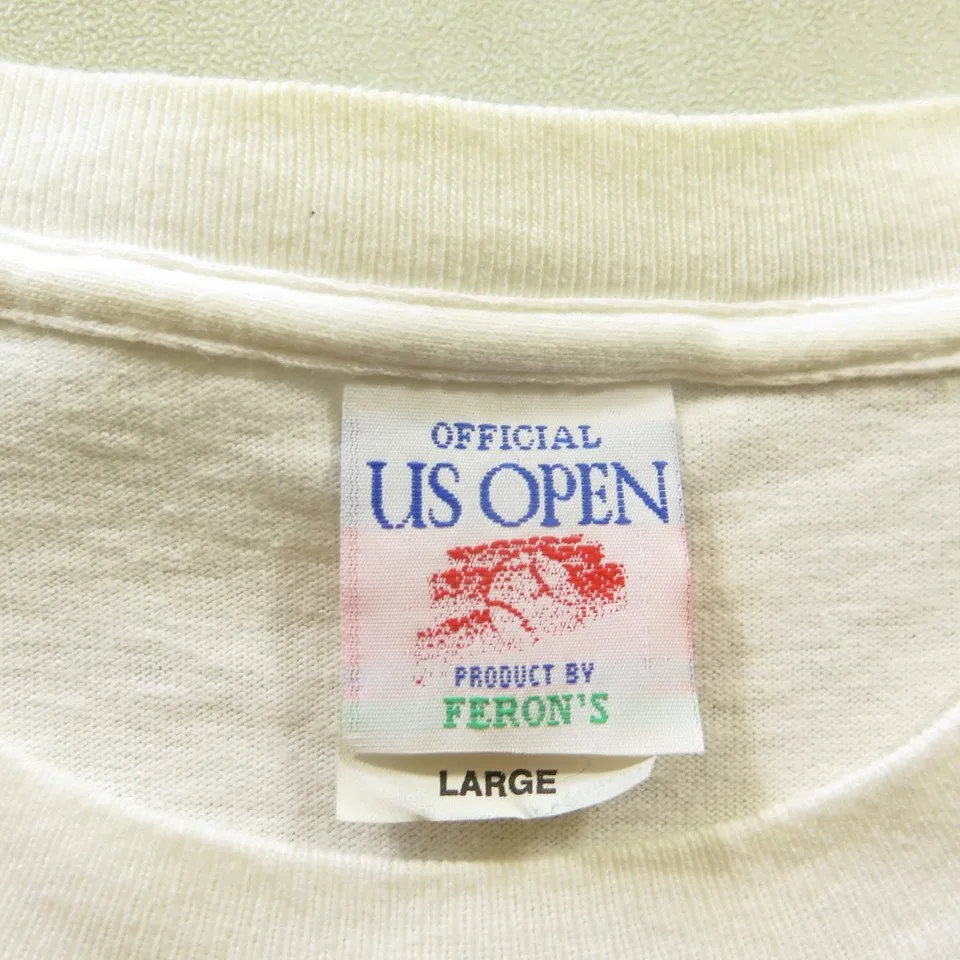 OFFICIAL
US OPEN
PRODUCT BY
FERON'S
LARGE